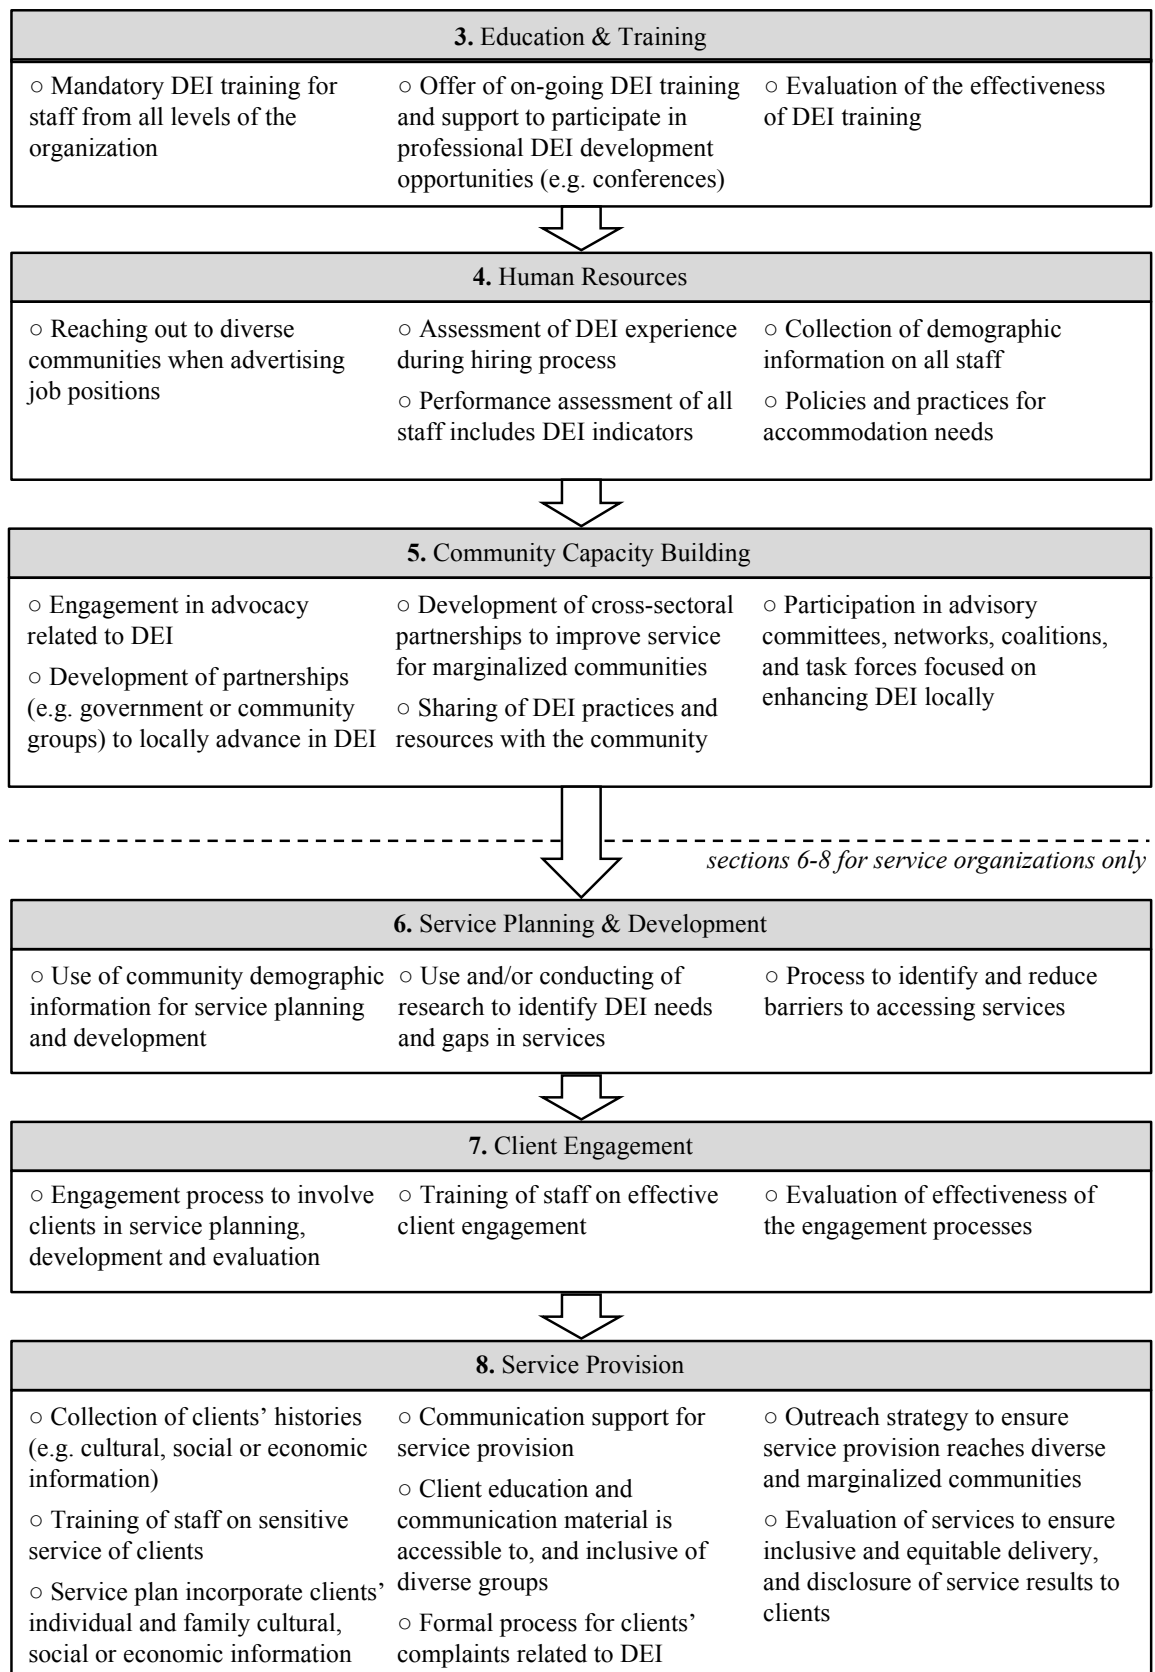 3. Education & Training
○ Mandatory DEI training for
staff from all levels of the
organization
○ Offer of on-going DEI training
and support to participate in
professional DEI development
opportunities (e.g. conferences)
○ Evaluation of the effectiveness
of DEI training
4. Human Resources
○ Reaching out to diverse
communities when advertising
job positions
○ Assessment of DEI experience
during hiring process
○ Performance assessment of all
staff includes DEI indicators
○ Collection of demographic
information on all staff
○ Policies and practices for
accommodation needs
5. Community Capacity Building
○ Engagement in advocacy
related to DEI
○ Development of partnerships
(e.g. government or community
groups) to locally advance in DEI
○ Development of cross-sectoral
partnerships to improve service
for marginalized communities
○ Sharing of DEI practices and
resources with the community
○ Participation in advisory
committees, networks, coalitions,
and task forces focused on
enhancing DEI locally
sections 6-8 for service organizations only
6. Service Planning & Development
○ Use of community demographic
information for service planning
and development
○ Use and/or conducting of
research to identify DEI needs
and gaps in services
○ Process to identify and reduce
barriers to accessing services
7. Client Engagement
○ Engagement process to involve
clients in service planning,
development and evaluation
○ Training of staff on effective
client engagement
○ Evaluation of effectiveness of
the engagement processes
8. Service Provision
○ Collection of clients’ histories
(e.g. cultural, social or economic
information)
○ Training of staff on sensitive
service of clients
○ Service plan incorporate clients’
individual and family cultural,
social or economic information
○ Communication support for
service provision
○ Client education and
communication material is
accessible to, and inclusive of
diverse groups
○ Formal process for clients’
complaints related to DEI
○ Outreach strategy to ensure
service provision reaches diverse
and marginalized communities
○ Evaluation of services to ensure
inclusive and equitable delivery,
and disclosure of service results to
clients